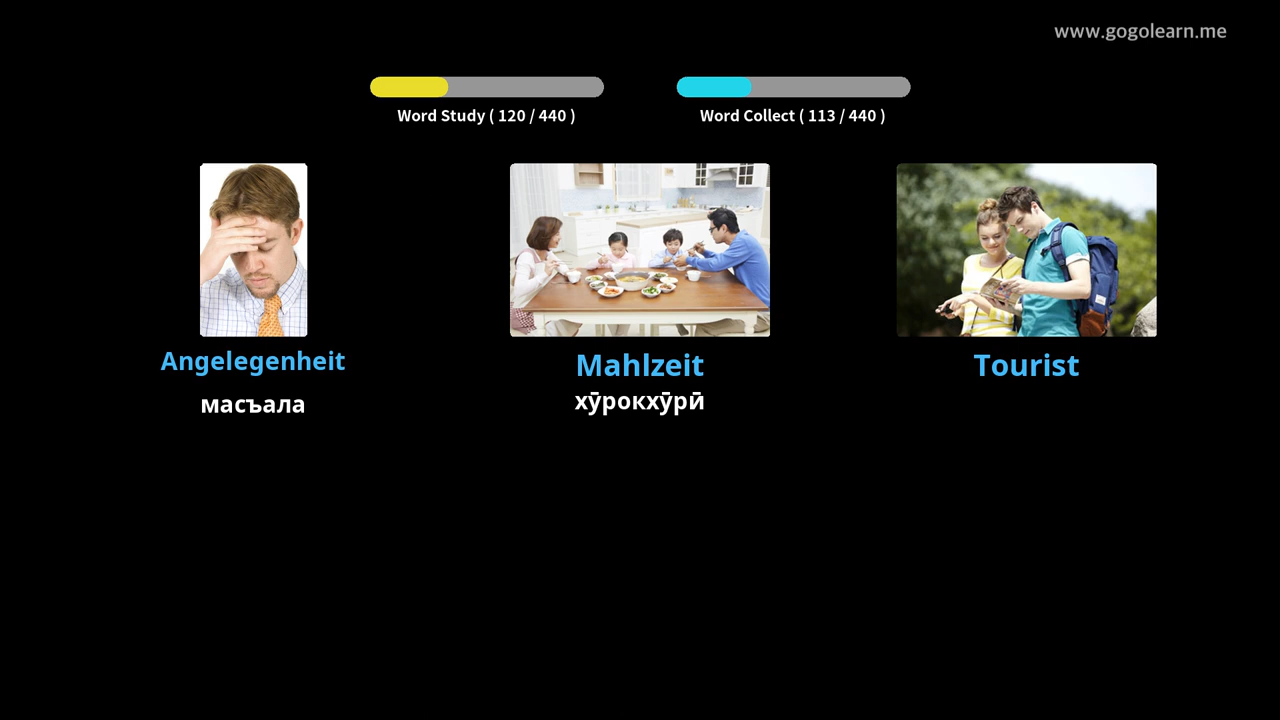 www.gogolearn.me
Word Study ( 120 / 440 )
Word Collect ( 113 / 440 )
Angelegenheit
Mahlzeit
Tourist
масъала
хӯрокхӯрӣ